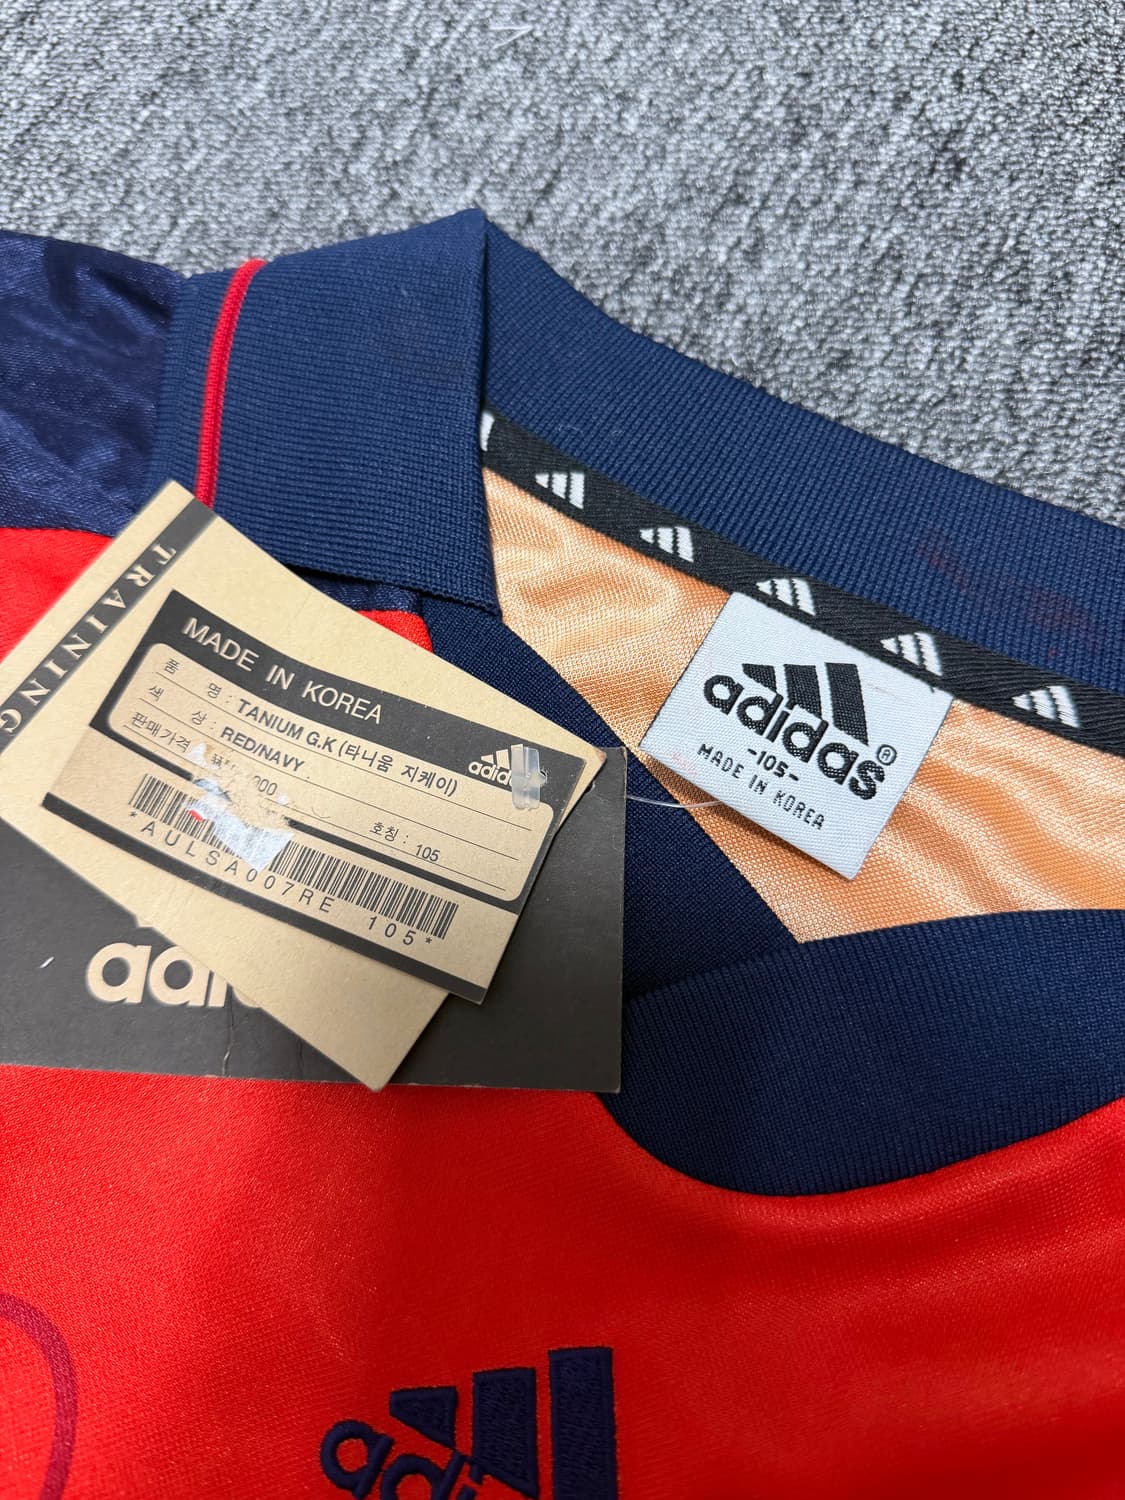 TRAINING
MADE IN KOREA
adidas
품 명 : TANIUM G.K (타니움 지케이)
색 상 : RED/NAVY
판매가격
호칭 : 105
*AULSA007RE 105*
adidas®
-105-
MADE IN KOREA